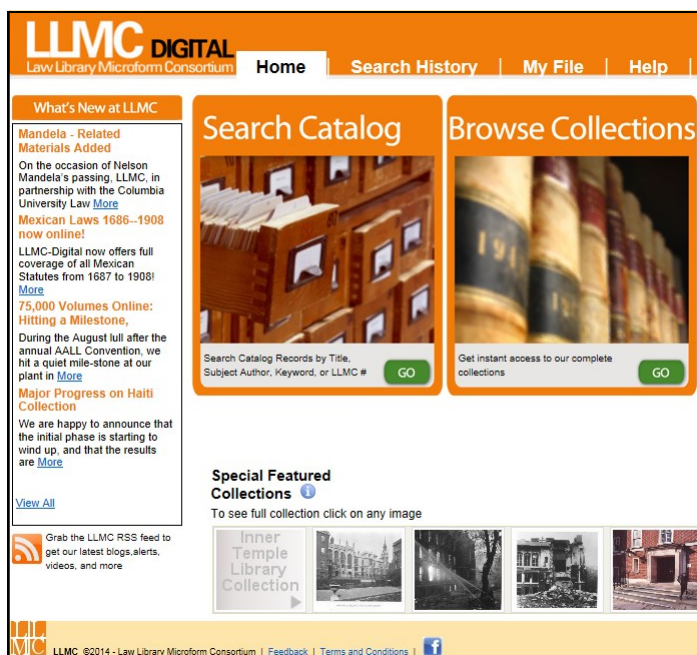 LLMC DIGITAL
Law Library Microform Consortium
Home | Search History | My File | Help |
What's New at LLMC
Mandela - Related
Materials Added
On the occasion of Nelson
Mandela's passing, LLMC, in
partnership with the Columbia
University Law More
Mexican Laws 1686--1908
now online!
LLMC-Digital now offers full
coverage of all Mexican
Statutes from 1687 to 1908!
More
75,000 Volumes Online:
Hitting a Milestone,
During the August lull after the
annual AALL Convention, we
hit a quiet mile-stone at our
plant in More
Major Progress on Haiti
Collection
We are happy to announce that
the initial phase is starting to
wind up, and that the results
are More
View All
Grab the LLMC RSS feed to
get our latest blogs,alerts,
videos, and more
Search Catalog
Search Catalog Records by Title,
Subject Author, Keyword, or LLMC #
GO
Browse Collections
Get instant access to our complete
collections
GO
Special Featured
Collections
To see full collection click on any image
Inner
Temple
Library
Collection
LLMC
LLMC ©2014 - Law Library Microform Consortium | Feedback | Terms and Conditions |